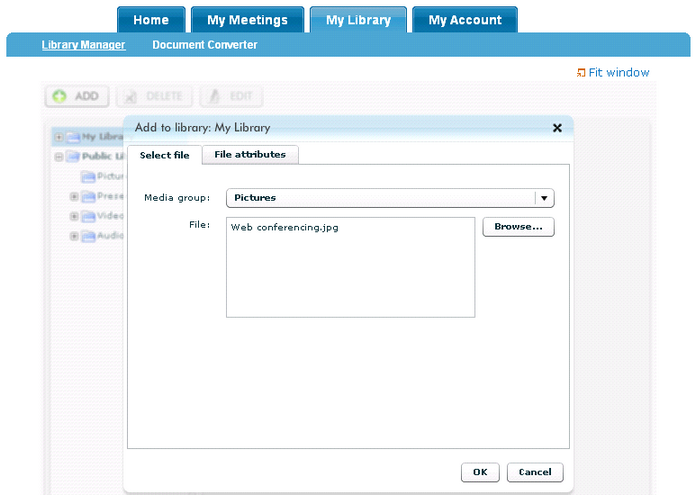 Home My Meetings My Library My Account
Library Manager Document Converter
Fit window
ADD DELETE EDIT
Add to library: My Library
My Library
Select file File attributes
Public Li
Pictur
Media group: Pictures
Prese
Video
File: Web conferencing.jpg Browse...
Audio
OK Cancel